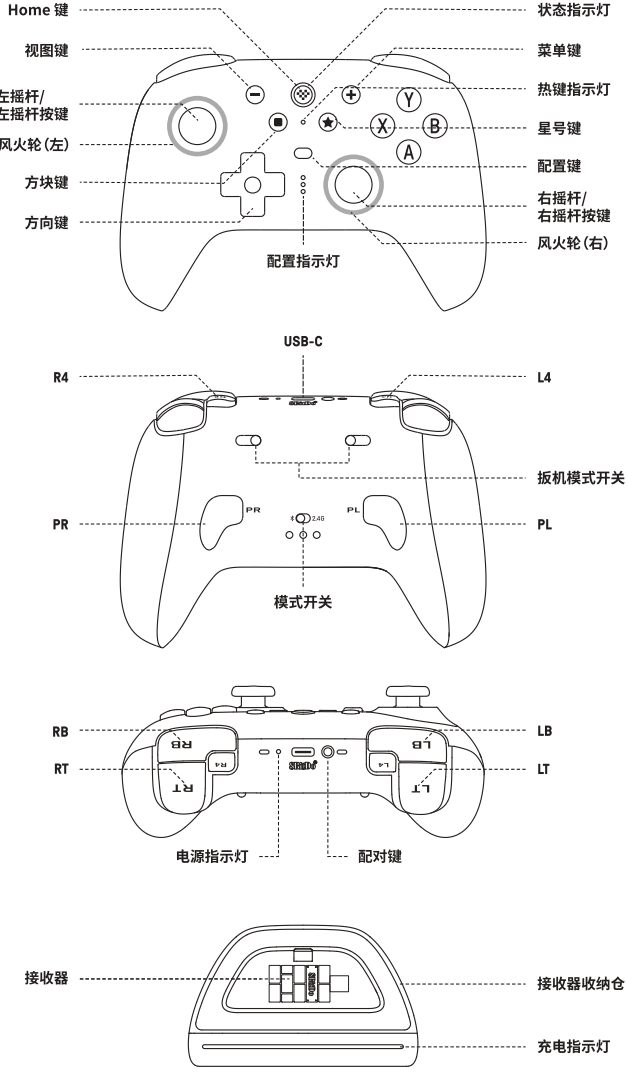 Home 键
状态指示灯
视图键
菜单键
左摇杆/
左摇杆按键
热键指示灯
Y
X
B
A
星号键
风火轮(左)
配置键
方块键
右摇杆/
右摇杆按键
方向键
风火轮(右)
配置指示灯
USB-C
R4
L4
8BitDo
扳机模式开关
PR
PL
2.4G
PR
PL
模式开关
RB
LB
RB
LB
R4
L4
8BitDo
RT
LT
RT
LT
电源指示灯
配对键
接收器
8BitDo
接收器收纳仓
充电指示灯